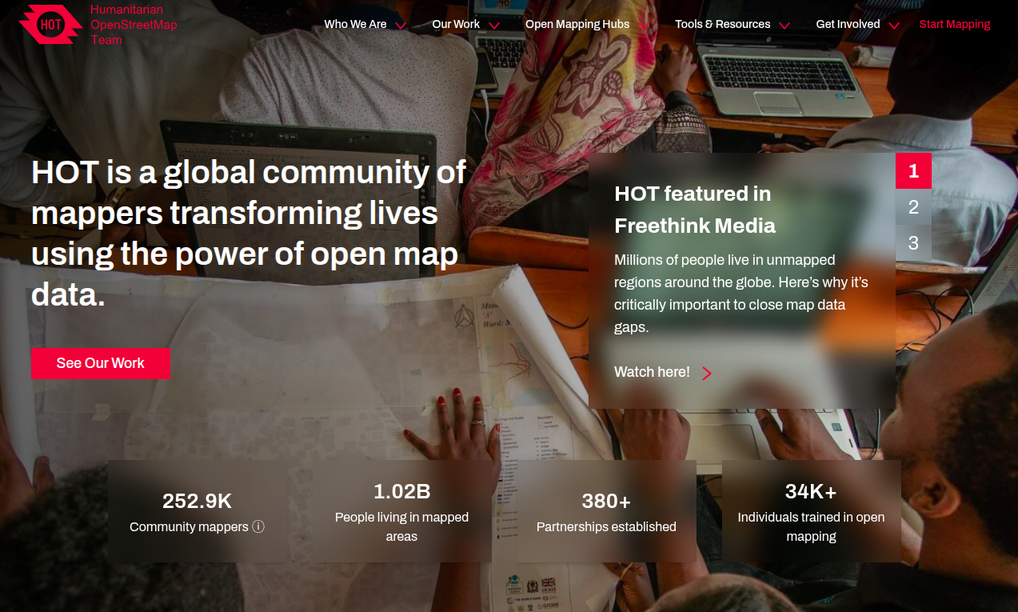 HOT
Humanitarian
OpenStreetMap
Team
Who We Are
Our Work
Open Mapping Hubs
Tools & Resources
Get Involved
Start Mapping
HOT is a global community of
mappers transforming lives
using the power of open map
data.
See Our Work
HOT featured in
Freethink Media
Millions of people live in unmapped
regions around the globe. Here’s why it’s
critically important to close map data
gaps.
Watch here!
1
2
3
252.9K
Community mappers ⓘ
1.02B
People living in mapped
areas
380+
Partnerships established
34K+
Individuals trained in open
mapping